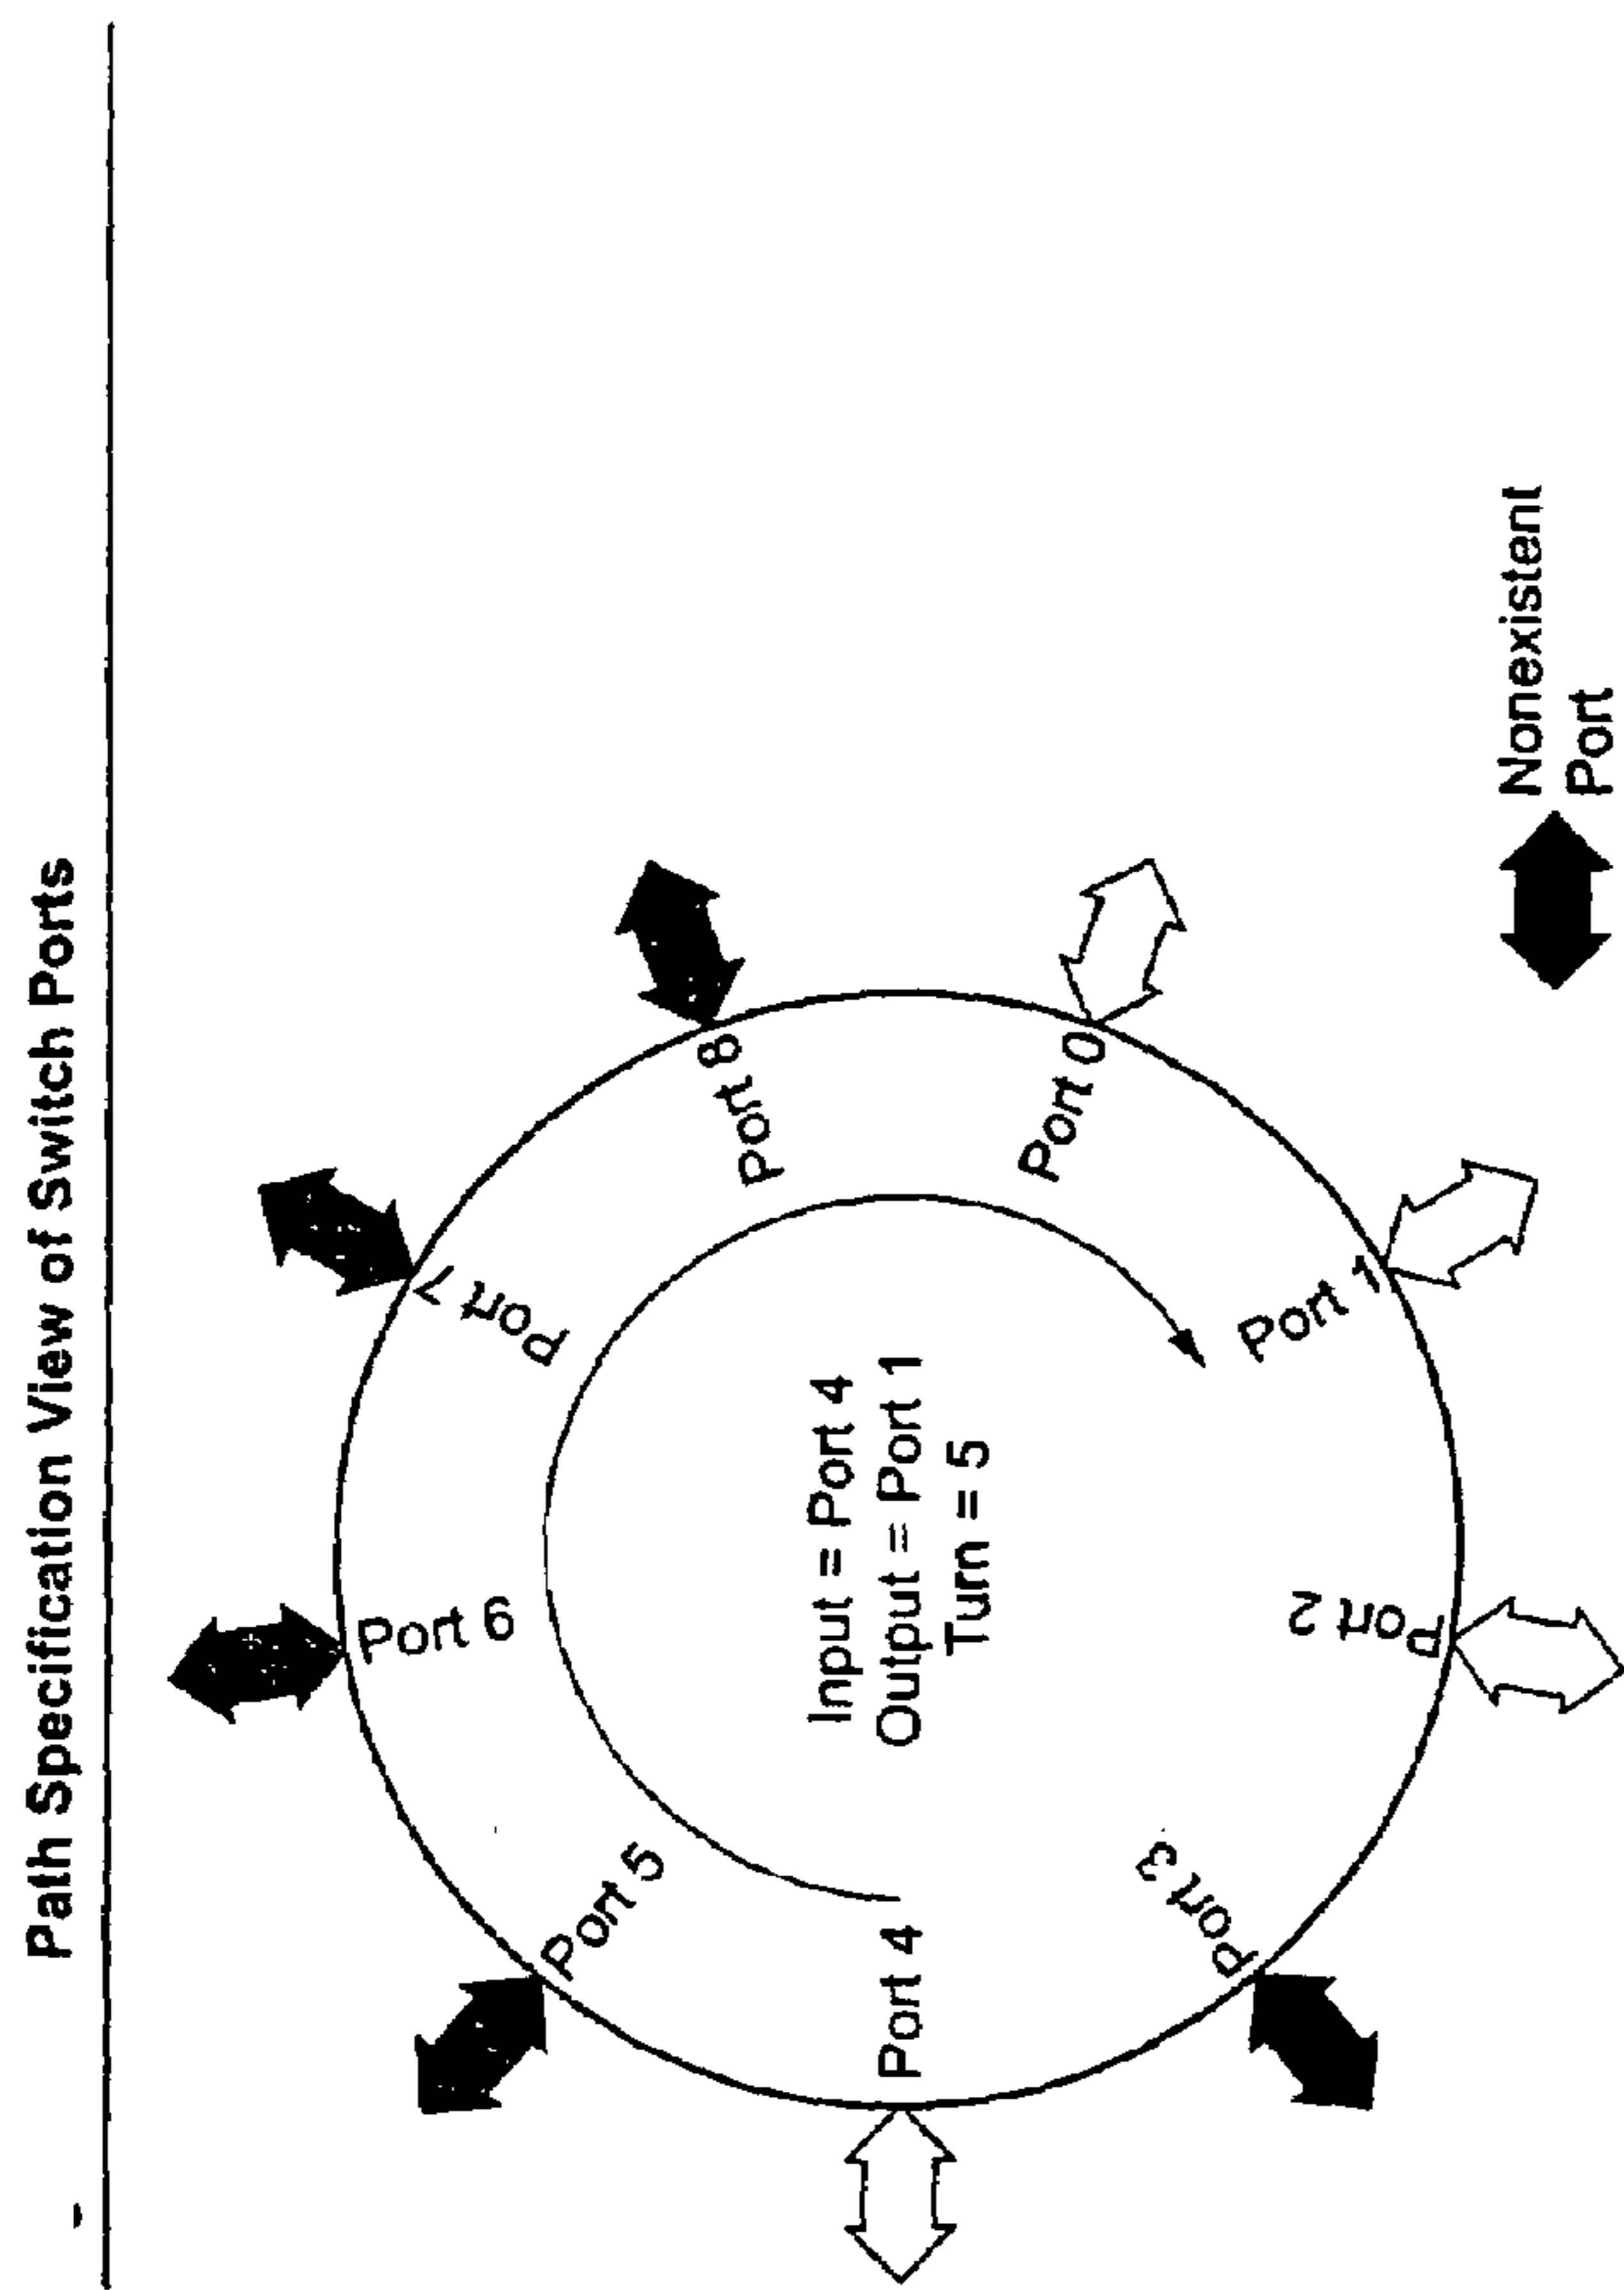 Path Specification View of Switch Ports
Port 6
Port 7
Port 5
Port 8
Port 4
Input = Port 4
Output = Port 1
Turn = 5
Port 0
Port 3
Port 1
Port 2
Nonexistent
Port